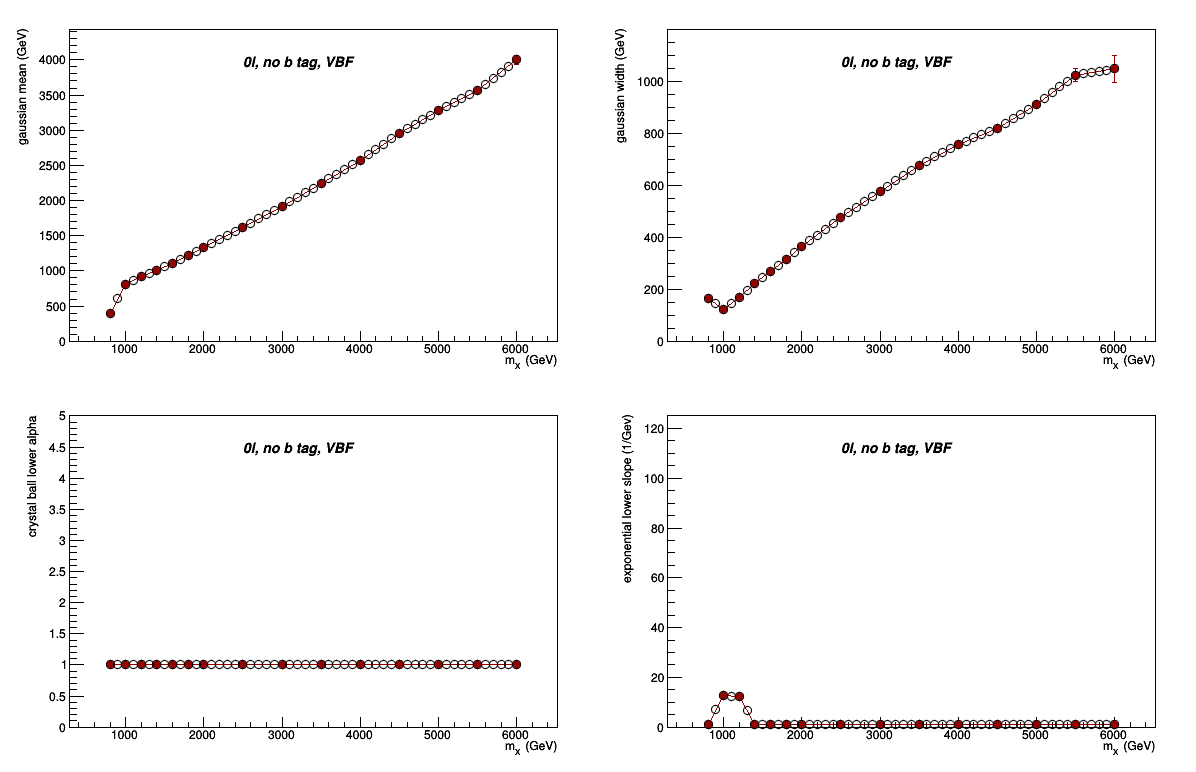 gaussian mean (GeV)
0l, no b tag, VBF
4000
3500
3000
2500
2000
1500
1000
500
0
1000 2000 3000 4000 5000 6000
m_x (GeV)
gaussian width (GeV)
0l, no b tag, VBF
1000
800
600
400
200
0
1000 2000 3000 4000 5000 6000
m_x (GeV)
crystal ball lower alpha
0l, no b tag, VBF
5
4.5
4
3.5
3
2.5
2
1.5
1
0.5
0
1000 2000 3000 4000 5000 6000
m_x (GeV)
exponential lower slope (1/Gev)
0l, no b tag, VBF
120
100
80
60
40
20
0
1000 2000 3000 4000 5000 6000
m_x (GeV)